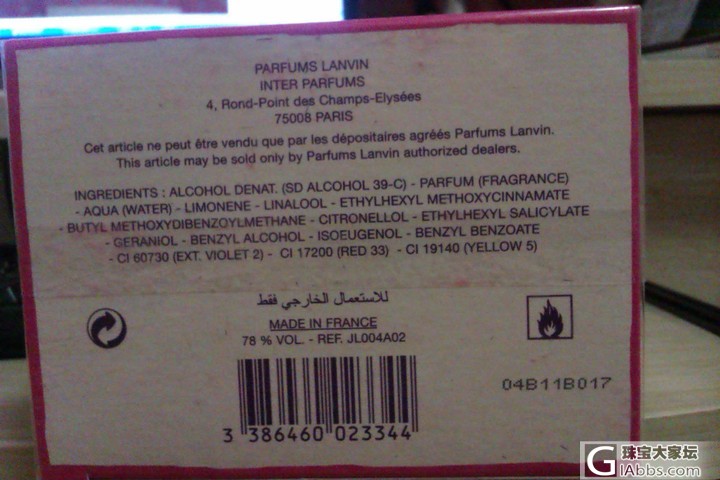 PARFUMS LANVIN
INTER PARFUMS
4, Rond-Point des Champs-Elysées
75008 PARIS
Cet article ne peut être vendu que par les dépositaires agréés Parfums Lanvin.
This article may be sold only by Parfums Lanvin authorized dealers.
INGREDIENTS : ALCOHOL DENAT. (SD ALCOHOL 39-C) - PARFUM (FRAGRANCE)
- AQUA (WATER) - LIMONENE - LINALOOL - ETHYLHEXYL METHOXYCINNAMATE
- BUTYL METHOXYDIBENZOYLMETHANE - CITRONELLOL - ETHYLHEXYL SALICYLATE
- GERANIOL - BENZYL ALCOHOL - ISOEUGENOL - BENZYL BENZOATE
- CI 60730 (EXT. VIOLET 2) - CI 17200 (RED 33) - CI 19140 (YELLOW 5)
للاستعمال الخارجي فقط
MADE IN FRANCE
78 % VOL. - REF. JL004A02
04B11B017
3 386460 023344
珠宝大家坛
GIAbbs.com